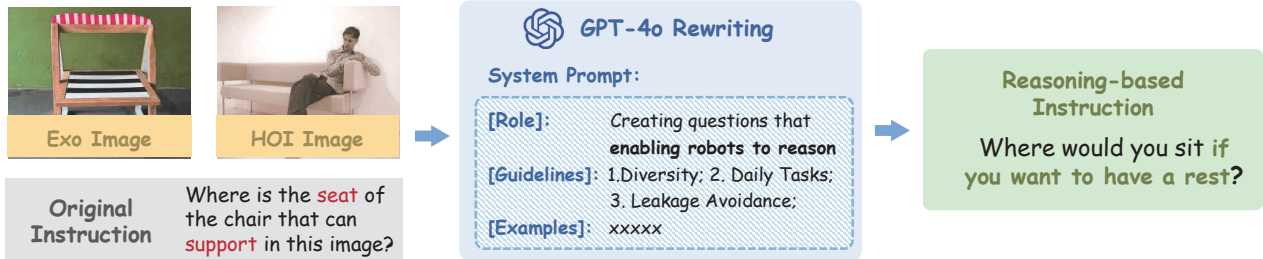 Exo Image
HOI Image
Original
Instruction
Where is the seat of
the chair that can
support in this image?
GPT-4o Rewriting
System Prompt:
[Role]: Creating questions that
enabling robots to reason
[Guidelines]: 1.Diversity; 2. Daily Tasks;
3. Leakage Avoidance;
[Examples]: xxxxx
Reasoning-based
Instruction
Where would you sit if
you want to have a rest?